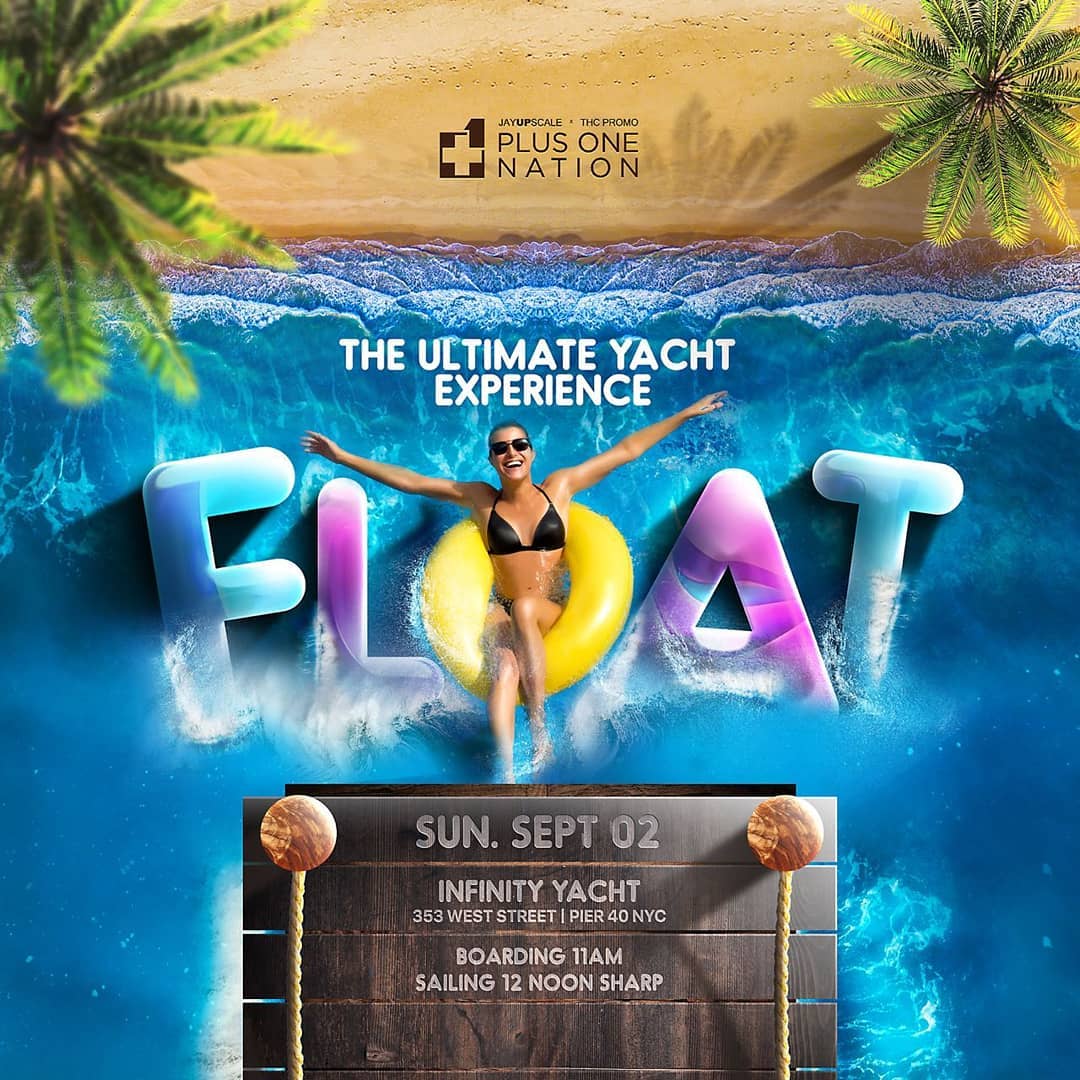 JAYUPSCALE x THC PROMO
PLUS ONE
NATION
THE ULTIMATE YACHT
EXPERIENCE
FLOAT
SUN. SEPT 02
INFINITY YACHT
353 WEST STREET | PIER 40 NYC
BOARDING 11AM
SAILING 12 NOON SHARP